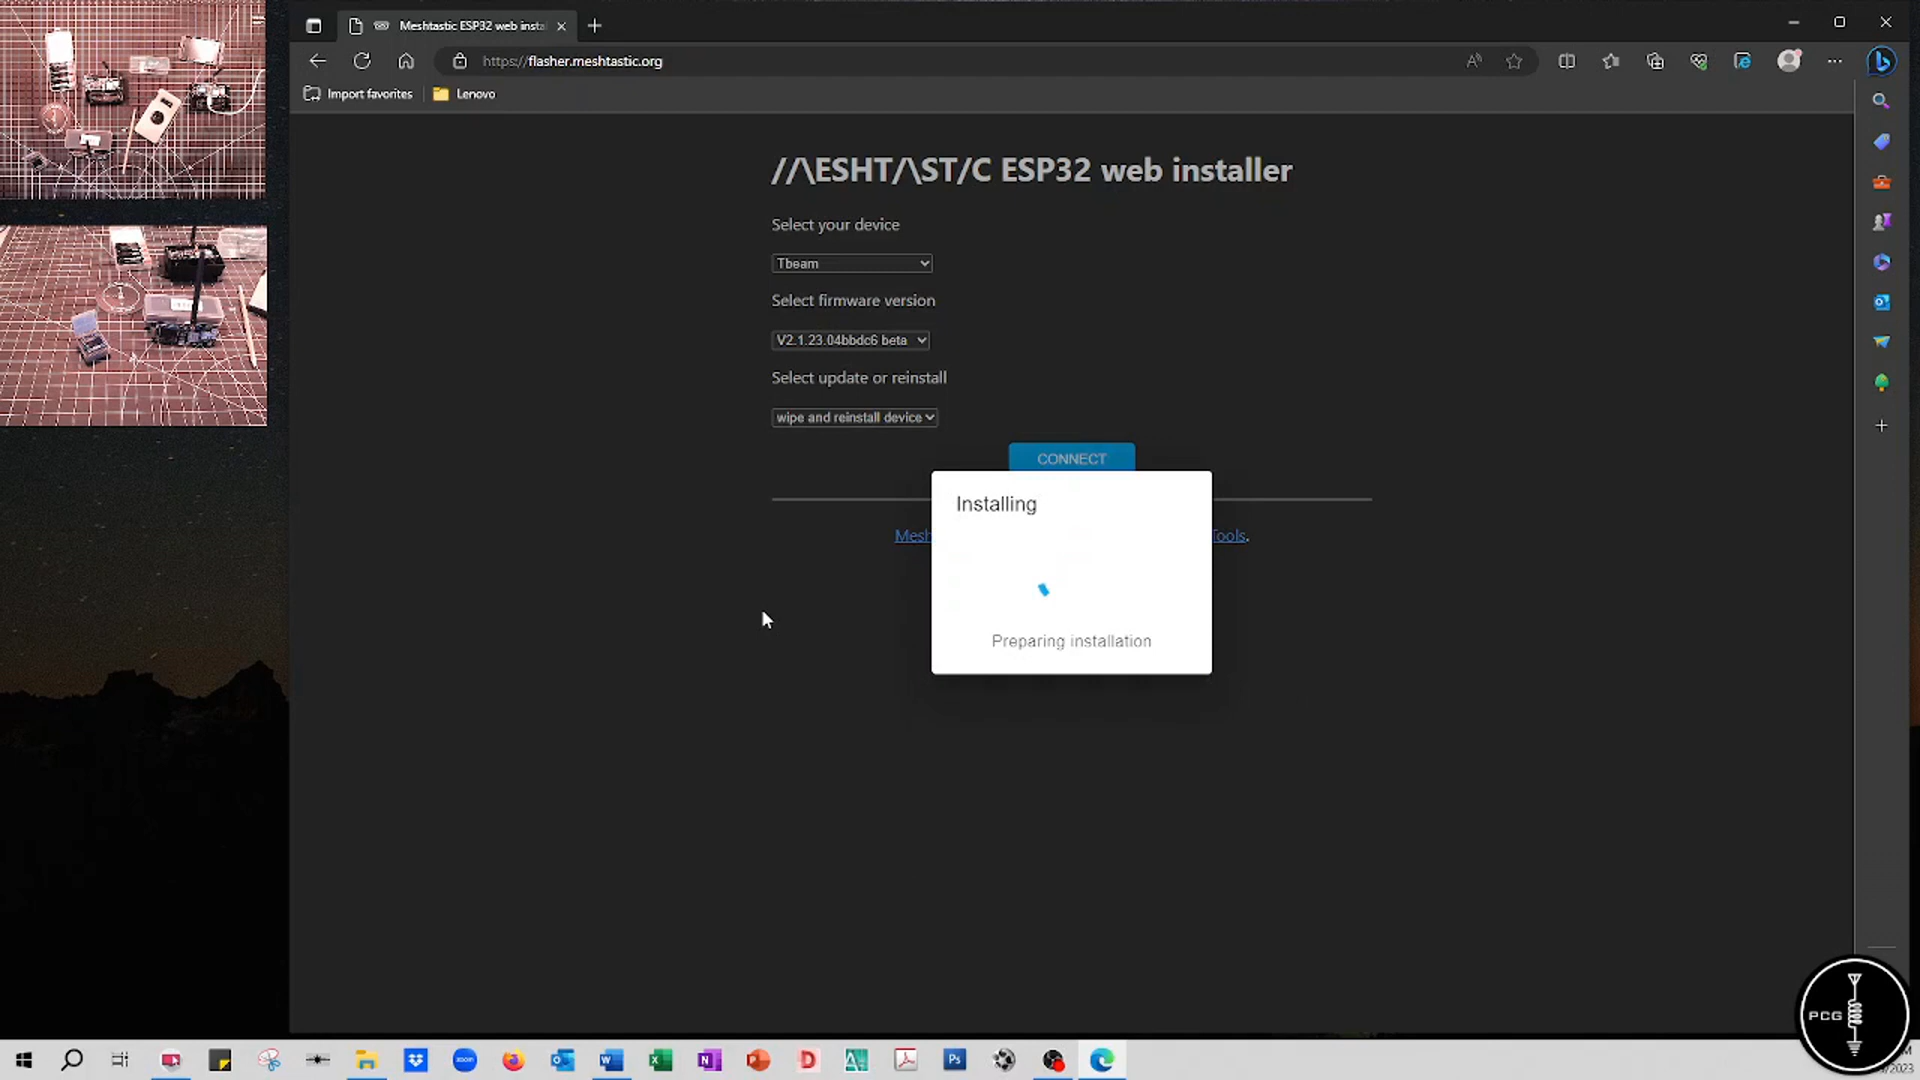 Meshtastic ESP32 web insta
https://flasher.meshtastic.org
Import favorites
Lenovo
//\ESHT/\ST/C ESP32 web installer
Select your device
Tbeam
Select firmware version
V2.1.23.04bbdc6 beta
Select update or reinstall
wipe and reinstall device
CONNECT
Installing
Mesh
Tools.
Preparing installation
PCG
zoom